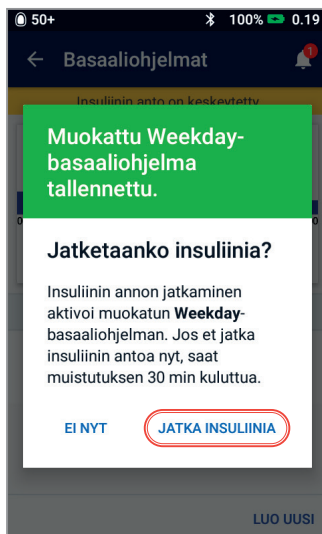 50+ 100% 0.19
Basaaliohjelmat 1
Insuliinin anto on keskeytetty
Muokattu Weekday-
basaaliohjelma
tallennettu.
Jatketaanko insuliinia?
Insuliinin annon jatkaminen
aktivoi muokatun Weekday-
basaaliohjelman. Jos et jatka
insuliinin antoa nyt, saat
muistutuksen 30 min kuluttua.
EI NYT JATKA INSULIINIA
LUO UUSI